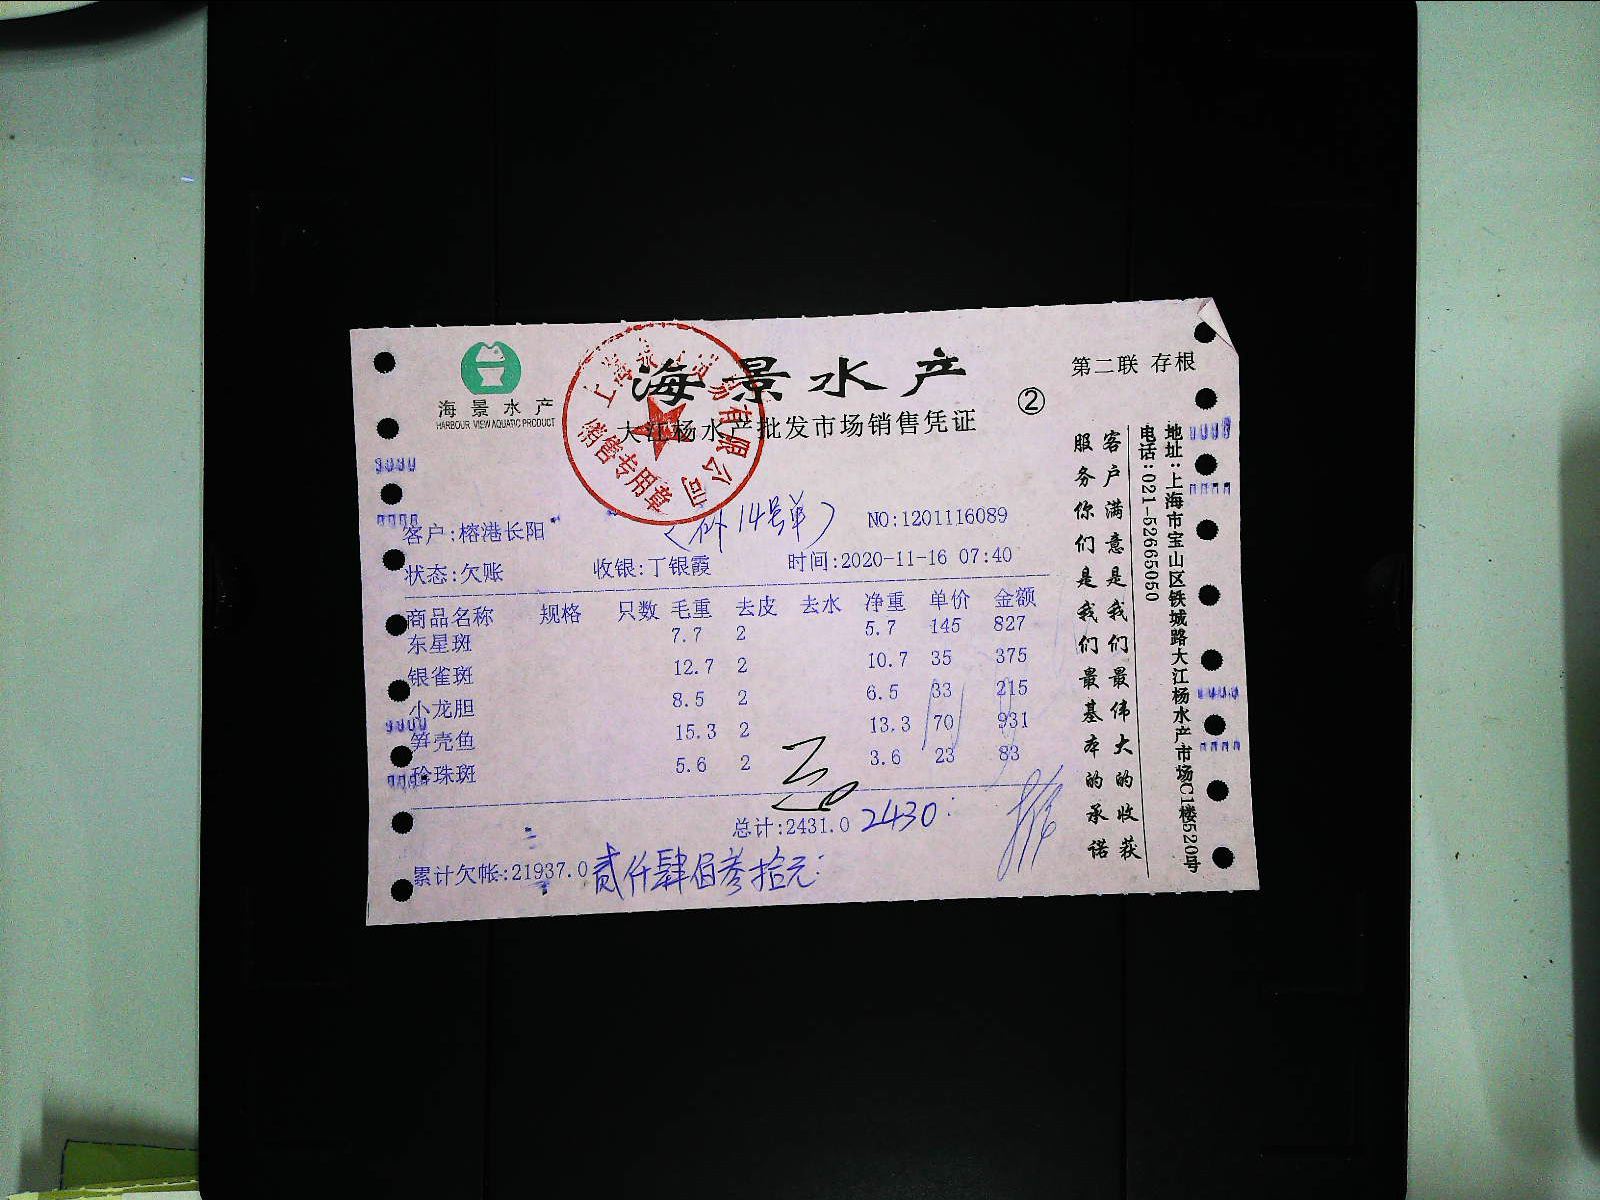 海景水产
HARBOUR VIEW AQUATIC PRODUCT
海景水产
大江杨水产批发市场销售凭证
②
第二联 存根
有限公司
销售专用章
客户:榕港长阳
(补14号单)
NO:1201116089
状态:欠账 收银:丁银霞 时间:2020-11-16 07:40
商品名称 规格 只数 毛重 去皮 去水 净重 单价 金额
东星斑 7.7 2 5.7 145 827
银雀斑 12.7 2 10.7 35 375
小龙胆 8.5 2 6.5 33 215
笋壳鱼 15.3 2 13.3 70 931
珍珠斑 5.6 2 3.6 23 83
总计:2431.0 2430
累计欠帐:21937.0 贰仟肆佰叁拾元
客户满意是我们最伟大的收获
服务你们是我们最基本的承诺
地址:上海市宝山区铁城路大江杨水产市场C1楼520号
电话:021-52665050